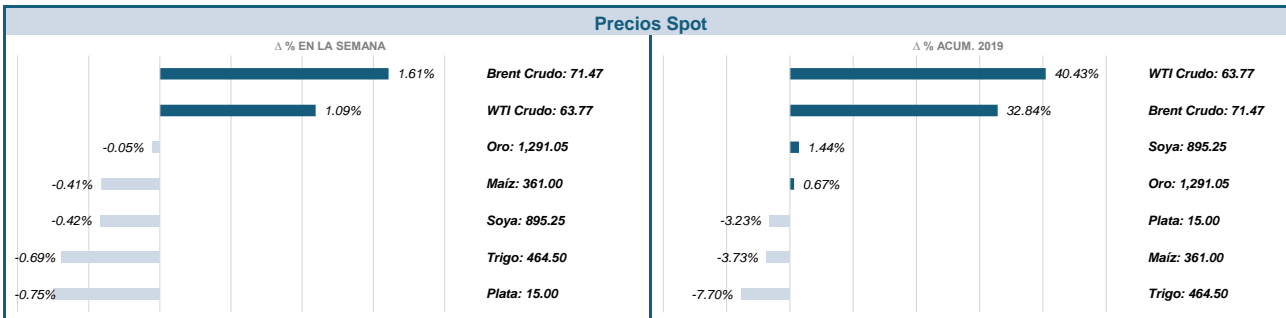 Precios Spot
Δ % EN LA SEMANA
1.61% Brent Crudo: 71.47
1.09% WTI Crudo: 63.77
-0.05% Oro: 1,291.05
-0.41% Maíz: 361.00
-0.42% Soya: 895.25
-0.69% Trigo: 464.50
-0.75% Plata: 15.00
Δ % ACUM. 2019
40.43% WTI Crudo: 63.77
32.84% Brent Crudo: 71.47
1.44% Soya: 895.25
0.67% Oro: 1,291.05
-3.23% Plata: 15.00
-3.73% Maíz: 361.00
-7.70% Trigo: 464.50